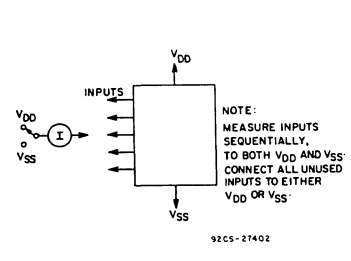 VDD
INPUTS
VDD
I
VSS
NOTE:
MEASURE INPUTS
SEQUENTIALLY,
TO BOTH VDD AND VSS.
CONNECT ALL UNUSED
INPUTS TO EITHER
VDD OR VSS.
VSS
92CS-27402